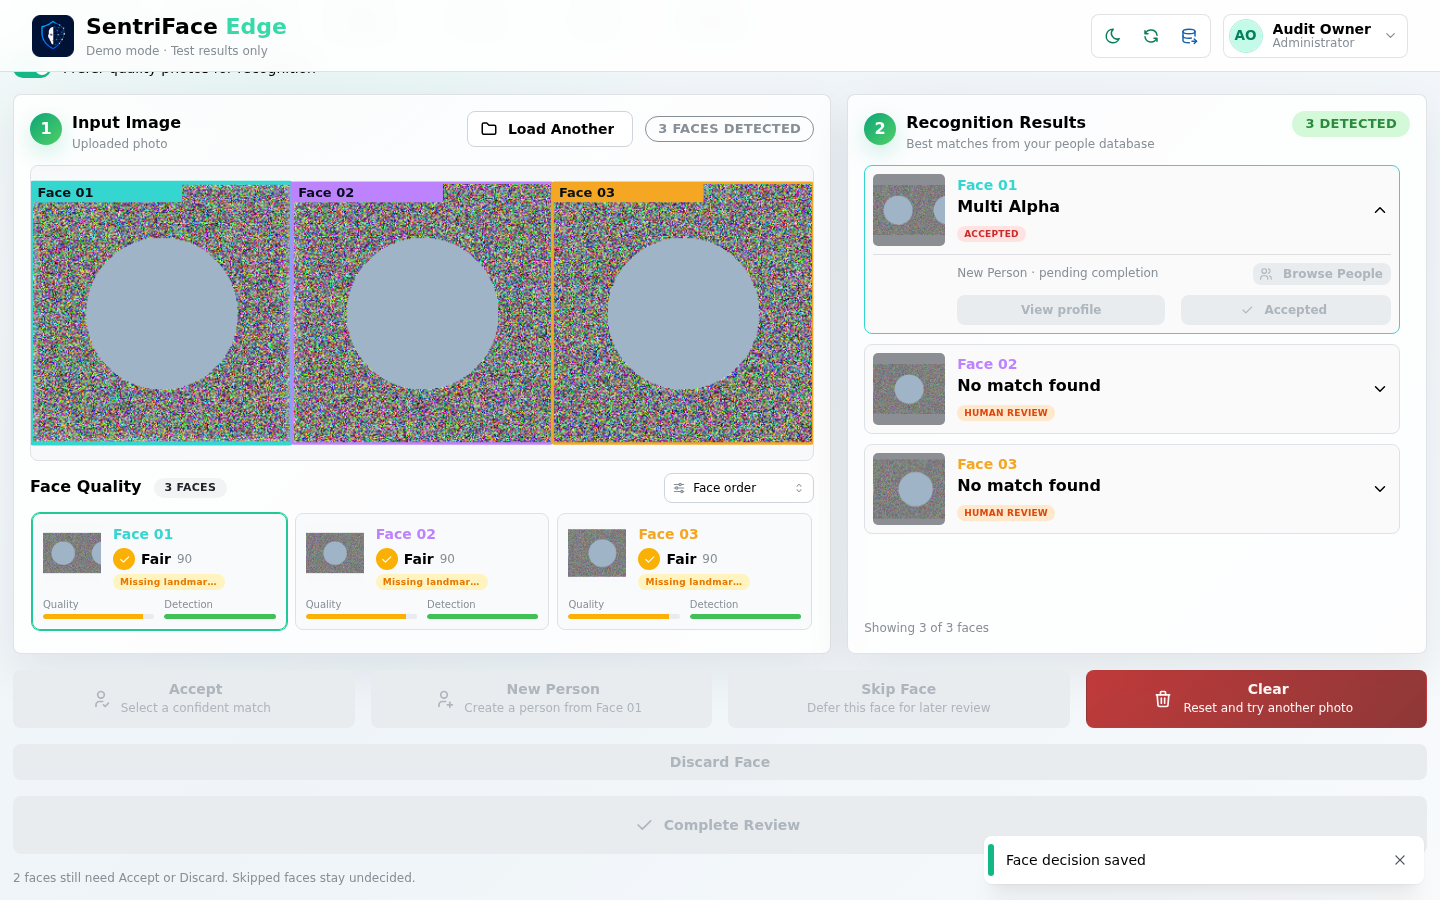 SentriFace Edge
Demo mode · Test results only
AO
Audit Owner
Administrator
Prefer quality photos for recognition
1
Input Image
Uploaded photo
Load Another
3 FACES DETECTED
Face 01
Face 02
Face 03
Face Quality
3 FACES
Face order
Face 01
Fair 90
Missing landmar...
Quality
Detection
Face 02
Fair 90
Missing landmar...
Quality
Detection
Face 03
Fair 90
Missing landmar...
Quality
Detection
2
Recognition Results
Best matches from your people database
3 DETECTED
Face 01
Multi Alpha
ACCEPTED
New Person · pending completion
Browse People
View profile
Accepted
Face 02
No match found
HUMAN REVIEW
Face 03
No match found
HUMAN REVIEW
Showing 3 of 3 faces
Accept
Select a confident match
New Person
Create a person from Face 01
Skip Face
Defer this face for later review
Clear
Reset and try another photo
Discard Face
Complete Review
Face decision saved
2 faces still need Accept or Discard. Skipped faces stay undecided.